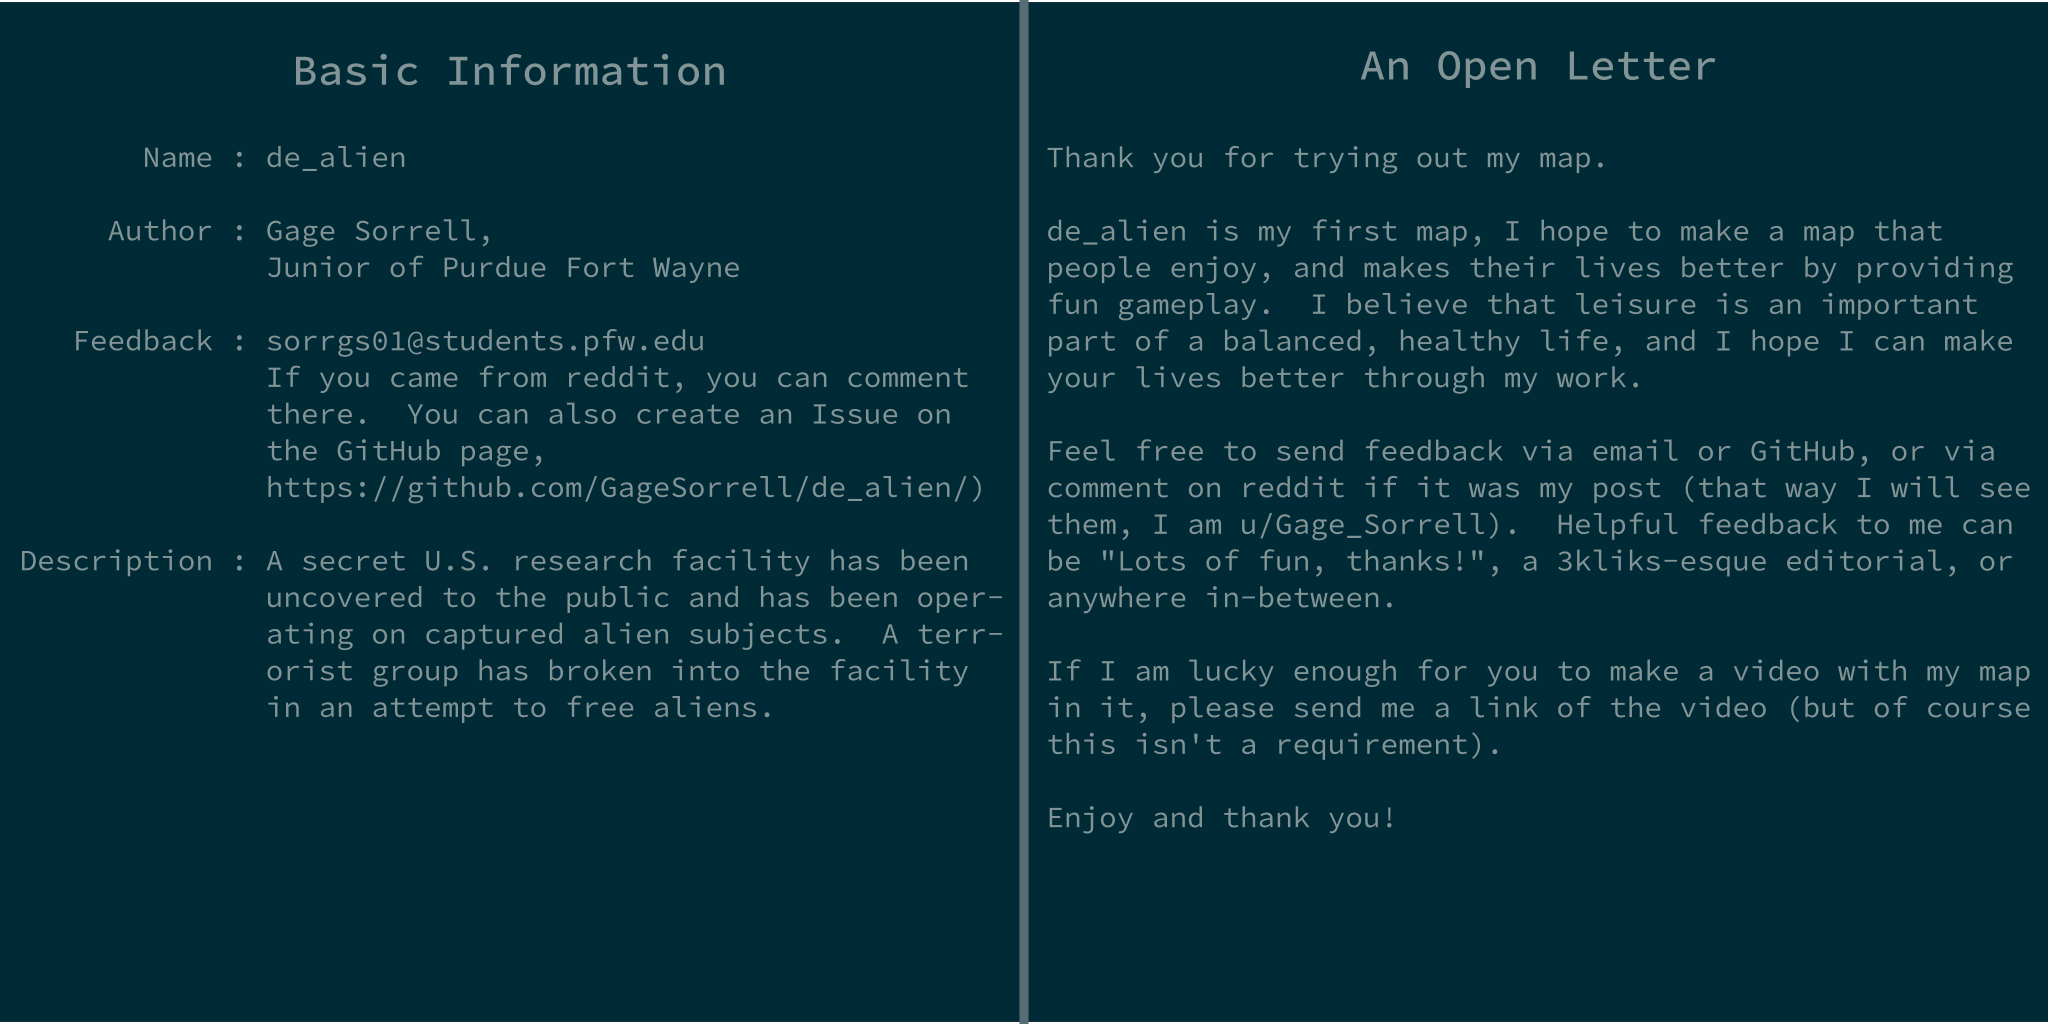 Basic Information
Name : de_alien
Author : Gage Sorrell,
Junior of Purdue Fort Wayne
Feedback : sorrgs01@students.pfw.edu
If you came from reddit, you can comment
there.  You can also create an Issue on
the GitHub page,
https://github.com/GageSorrell/de_alien/)
Description : A secret U.S. research facility has been
uncovered to the public and has been oper-
ating on captured alien subjects.  A terr-
orist group has broken into the facility
in an attempt to free aliens.
An Open Letter
Thank you for trying out my map.
de_alien is my first map, I hope to make a map that
people enjoy, and makes their lives better by providing
fun gameplay.  I believe that leisure is an important
part of a balanced, healthy life, and I hope I can make
your lives better through my work.
Feel free to send feedback via email or GitHub, or via
comment on reddit if it was my post (that way I will see
them, I am u/Gage_Sorrell).  Helpful feedback to me can
be "Lots of fun, thanks!", a 3kliks-esque editorial, or
anywhere in-between.
If I am lucky enough for you to make a video with my map
in it, please send me a link of the video (but of course
this isn't a requirement).
Enjoy and thank you!